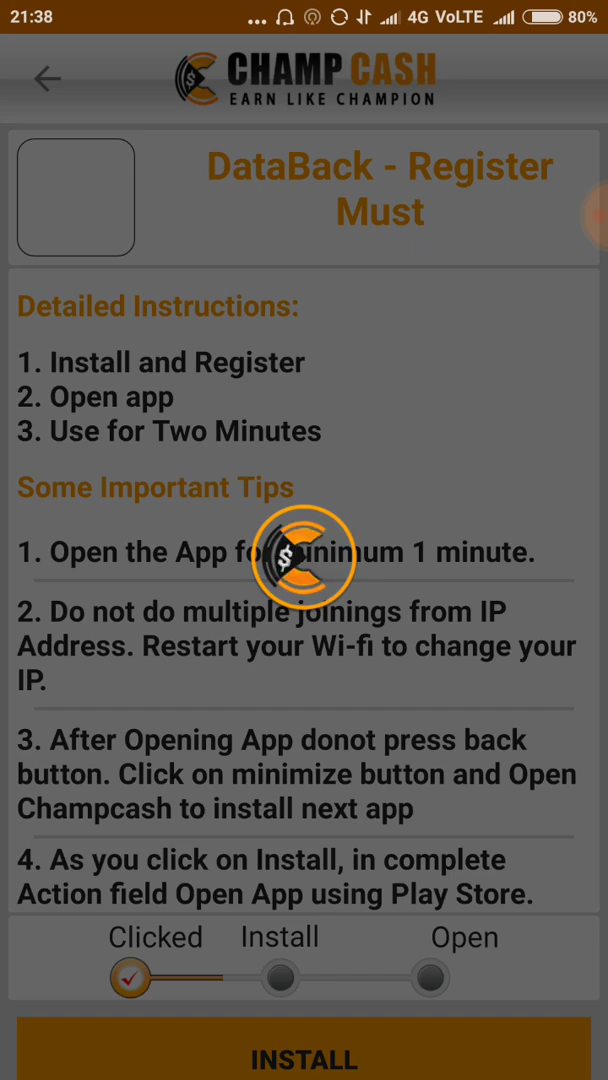 21:38 ... 4G VoLTE 80%
CHAMP CASH
EARN LIKE CHAMPION
DataBack - Register
Must
Detailed Instructions:
1. Install and Register
2. Open app
3. Use for Two Minutes
Some Important Tips
1. Open the App minimum 1 minute.
2. Do not do multiple joinings from IP
Address. Restart your Wi-fi to change your
IP.
3. After Opening App donot press back
button. Click on minimize button and Open
Champcash to install next app
4. As you click on Install, in complete
Action field Open App using Play Store.
Clicked Install Open
INSTALL